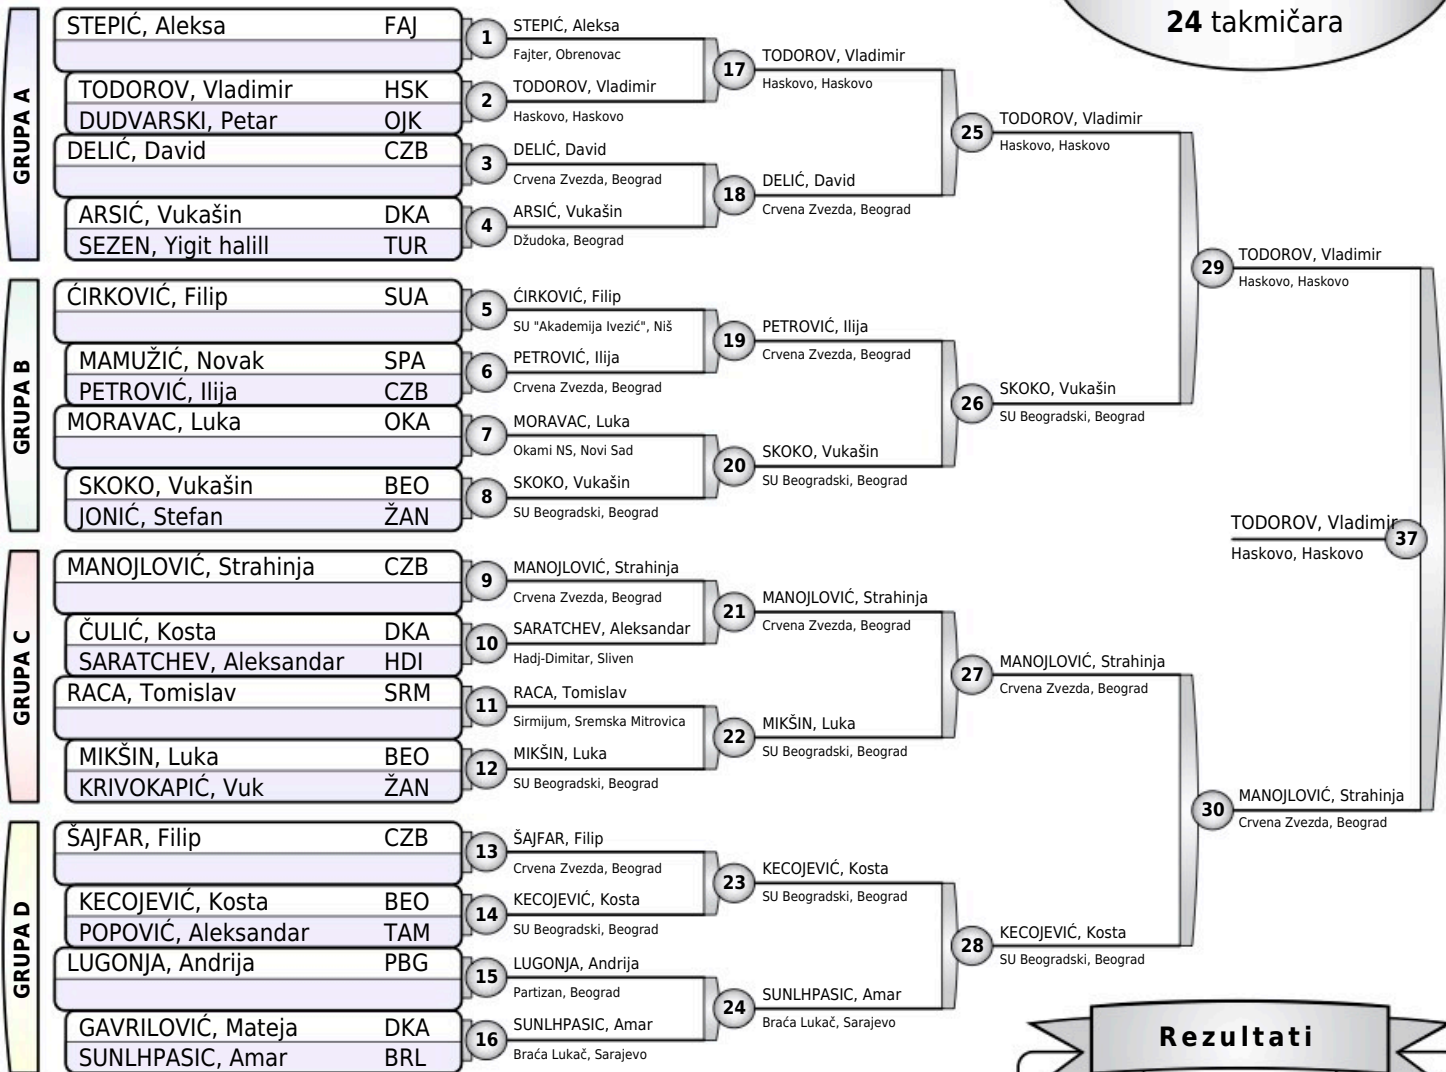 24 takmičara
GRUPA A
STEPIĆ, Aleksa FAJ
TODOROV, Vladimir HSK
DUDVARSKI, Petar OJK
DELIĆ, David CZB
ARSIĆ, Vukašin DKA
SEZEN, Yigit halill TUR
GRUPA B
ĆIRKOVIĆ, Filip SUA
MAMUŽIĆ, Novak SPA
PETROVIĆ, Ilija CZB
MORAVAC, Luka OKA
SKOKO, Vukašin BEO
JONIĆ, Stefan ŽAN
GRUPA C
MANOJLOVIĆ, Strahinja CZB
ČULIĆ, Kosta DKA
SARATCHEV, Aleksandar HDI
RACA, Tomislav SRM
MIKŠIN, Luka BEO
KRIVOKAPIĆ, Vuk ŽAN
GRUPA D
ŠAJFAR, Filip CZB
KECOJEVIĆ, Kosta BEO
POPOVIĆ, Aleksandar TAM
LUGONJA, Andrija PBG
GAVRILOVIĆ, Mateja DKA
SUNLHPASIC, Amar BRL
1 STEPIĆ, Aleksa
Fajter, Obrenovac
2 TODOROV, Vladimir
Haskovo, Haskovo
3 DELIĆ, David
Crvena Zvezda, Beograd
4 ARSIĆ, Vukašin
Džudoka, Beograd
5 ĆIRKOVIĆ, Filip
SU "Akademija Ivezić", Niš
6 PETROVIĆ, Ilija
Crvena Zvezda, Beograd
7 MORAVAC, Luka
Okami NS, Novi Sad
8 SKOKO, Vukašin
SU Beogradski, Beograd
9 MANOJLOVIĆ, Strahinja
Crvena Zvezda, Beograd
10 SARATCHEV, Aleksandar
Hadj-Dimitar, Sliven
11 RACA, Tomislav
Sirmijum, Sremska Mitrovica
12 MIKŠIN, Luka
SU Beogradski, Beograd
13 ŠAJFAR, Filip
Crvena Zvezda, Beograd
14 KECOJEVIĆ, Kosta
SU Beogradski, Beograd
15 LUGONJA, Andrija
Partizan, Beograd
16 SUNLHPASIC, Amar
Braća Lukač, Sarajevo
17 TODOROV, Vladimir
Haskovo, Haskovo
18 DELIĆ, David
Crvena Zvezda, Beograd
19 PETROVIĆ, Ilija
Crvena Zvezda, Beograd
20 SKOKO, Vukašin
SU Beogradski, Beograd
21 MANOJLOVIĆ, Strahinja
Crvena Zvezda, Beograd
22 MIKŠIN, Luka
SU Beogradski, Beograd
23 KECOJEVIĆ, Kosta
SU Beogradski, Beograd
24 SUNLHPASIC, Amar
Braća Lukač, Sarajevo
25 TODOROV, Vladimir
Haskovo, Haskovo
26 SKOKO, Vukašin
SU Beogradski, Beograd
27 MANOJLOVIĆ, Strahinja
Crvena Zvezda, Beograd
28 KECOJEVIĆ, Kosta
SU Beogradski, Beograd
29 TODOROV, Vladimir
Haskovo, Haskovo
30 MANOJLOVIĆ, Strahinja
Crvena Zvezda, Beograd
TODOROV, Vladimir 37
Haskovo, Haskovo
Rezultati